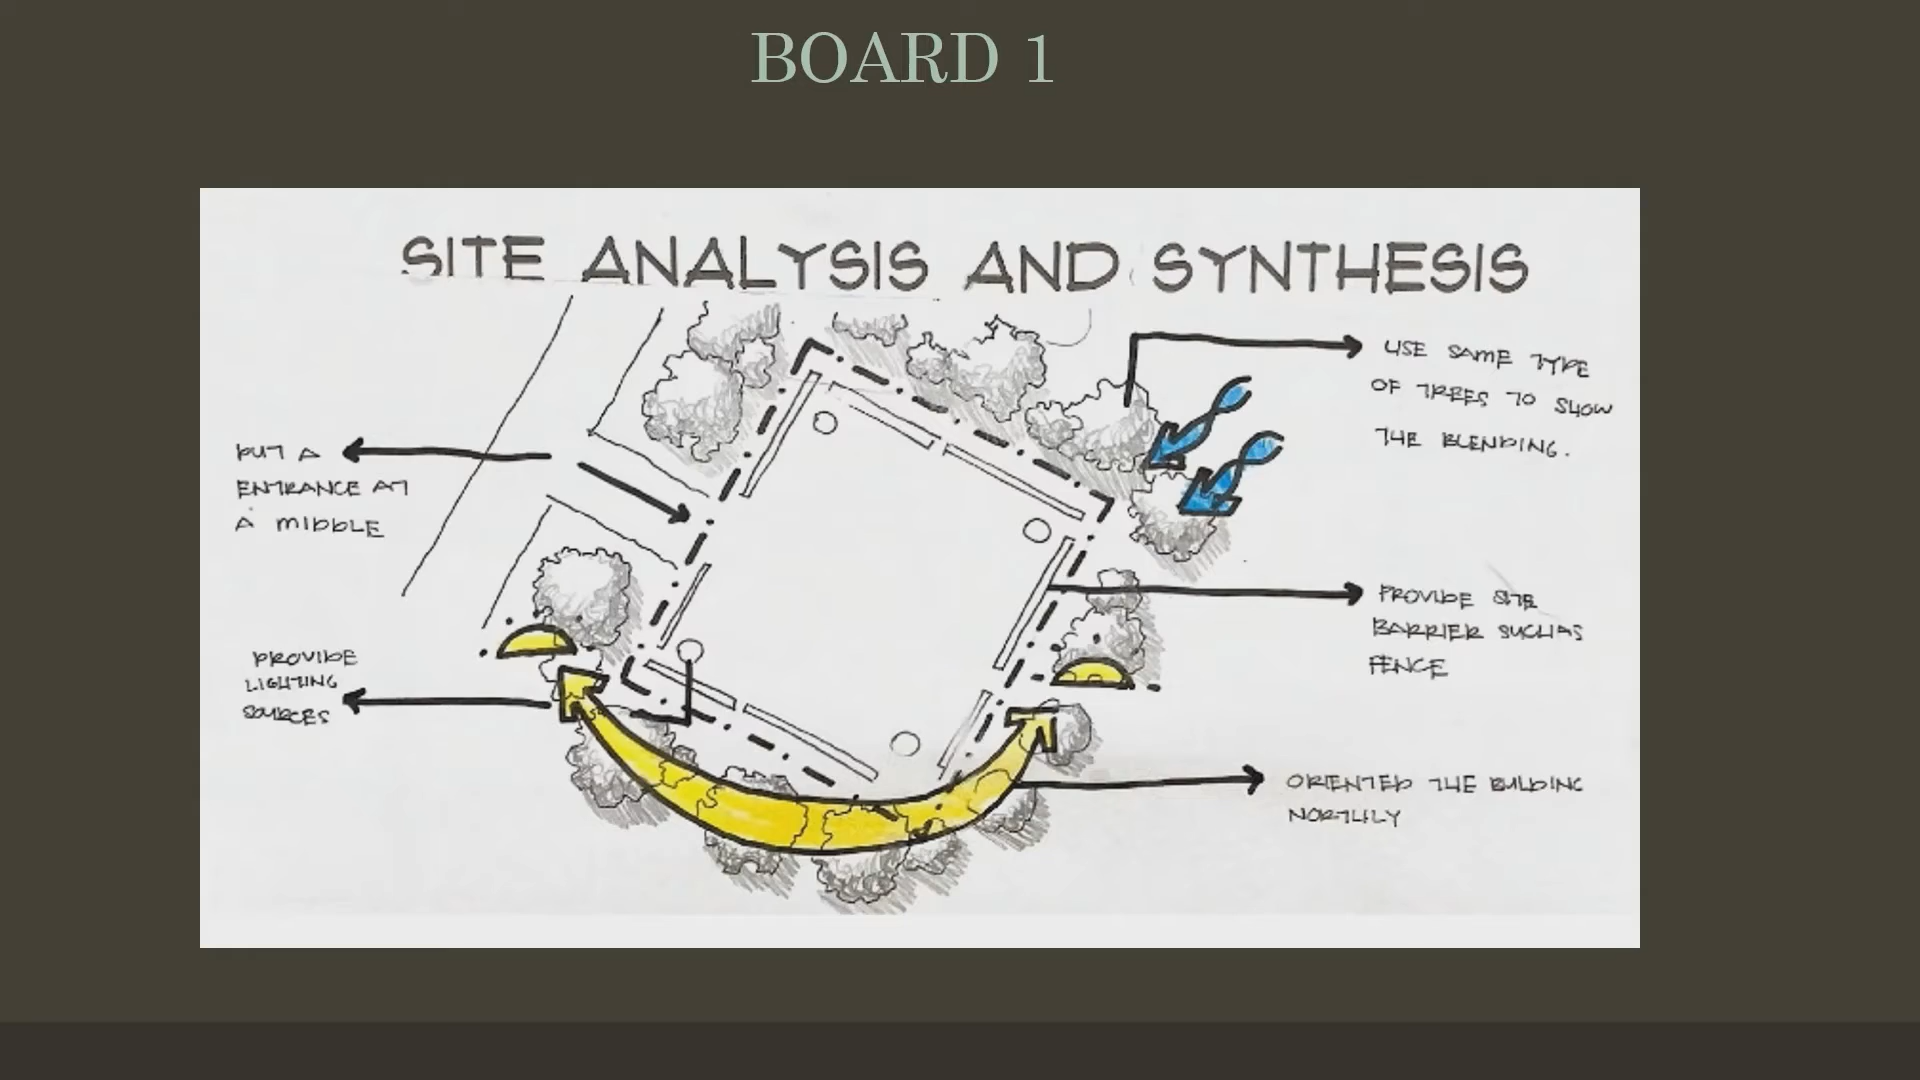 BOARD 1
SITE ANALYSIS AND SYNTHESIS
USE SAME TYPE
OF TREES TO SHOW
THE BLENDING.
PUT A
ENTRANCE AT
A MIDDLE
PROVIDE SITE
BARRIER SUCH AS
FENCE
PROVIDE
LIGHTING
SOURCES
ORIENTED THE BUILDING
NORTHLY